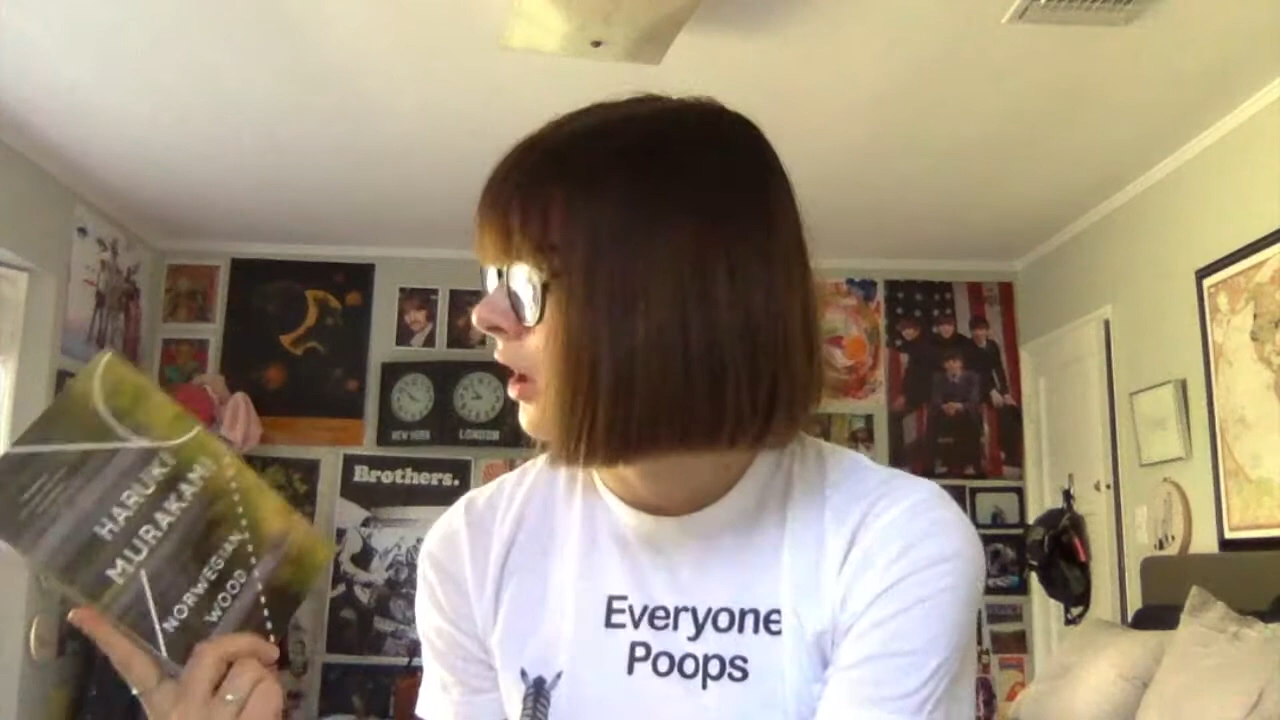 HARUKI
MURAKAMI
NORWEGIAN
WOOD
NEW YORK
LONDON
Brothers.
Everyone
Poops